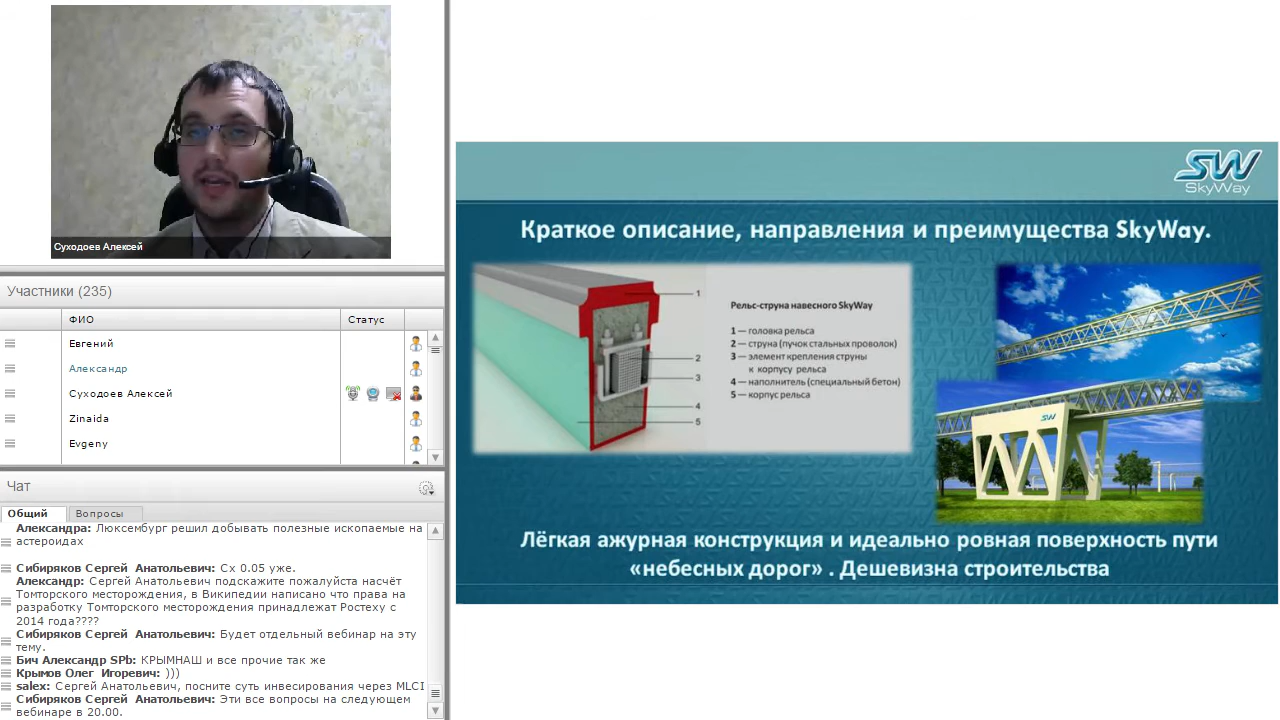 Суходоев Алексей
Участники (235)
ФИО
Статус
Евгений
Александр
Суходоев Алексей
Zinaida
Evgeny
Чат
Общий
Вопросы
Александра: Люксембург решил добывать полезные ископаемые на
астероидах
Сибиряков Сергей Анатольевич: Сх 0.05 уже.
Александр: Сергей Анатольевич подскажите пожалуйста насчёт
Томторского месторождения, в Википедии написано что права на
разработку Томторского месторождения принадлежат Ростеху с
2014 года????
Сибиряков Сергей Анатольевич: Будет отдельный вебинар на эту
тему.
Бич Александр SPb: КРЫМНАШ и все прочие так же
Крымов Олег Игоревич: )))
salex: Сергей Анатольевич, посните суть инвесирования через MLCI
Сибиряков Сергей Анатольевич: Эти все вопросы на следующем
вебинаре в 20.00.
SW
SkyWay
Краткое описание, направления и преимущества SkyWay.
1
2
3
4
5
Рельс-струна навесного SkyWay
1 — головка рельса
2 — струна (пучок стальных проволок)
3 — элемент крепления струны
к корпусу рельса
4 — наполнитель (специальный бетон)
5 — корпус рельса
SW
Лёгкая ажурная конструкция и идеально ровная поверхность пути
«небесных дорог» . Дешевизна строительства